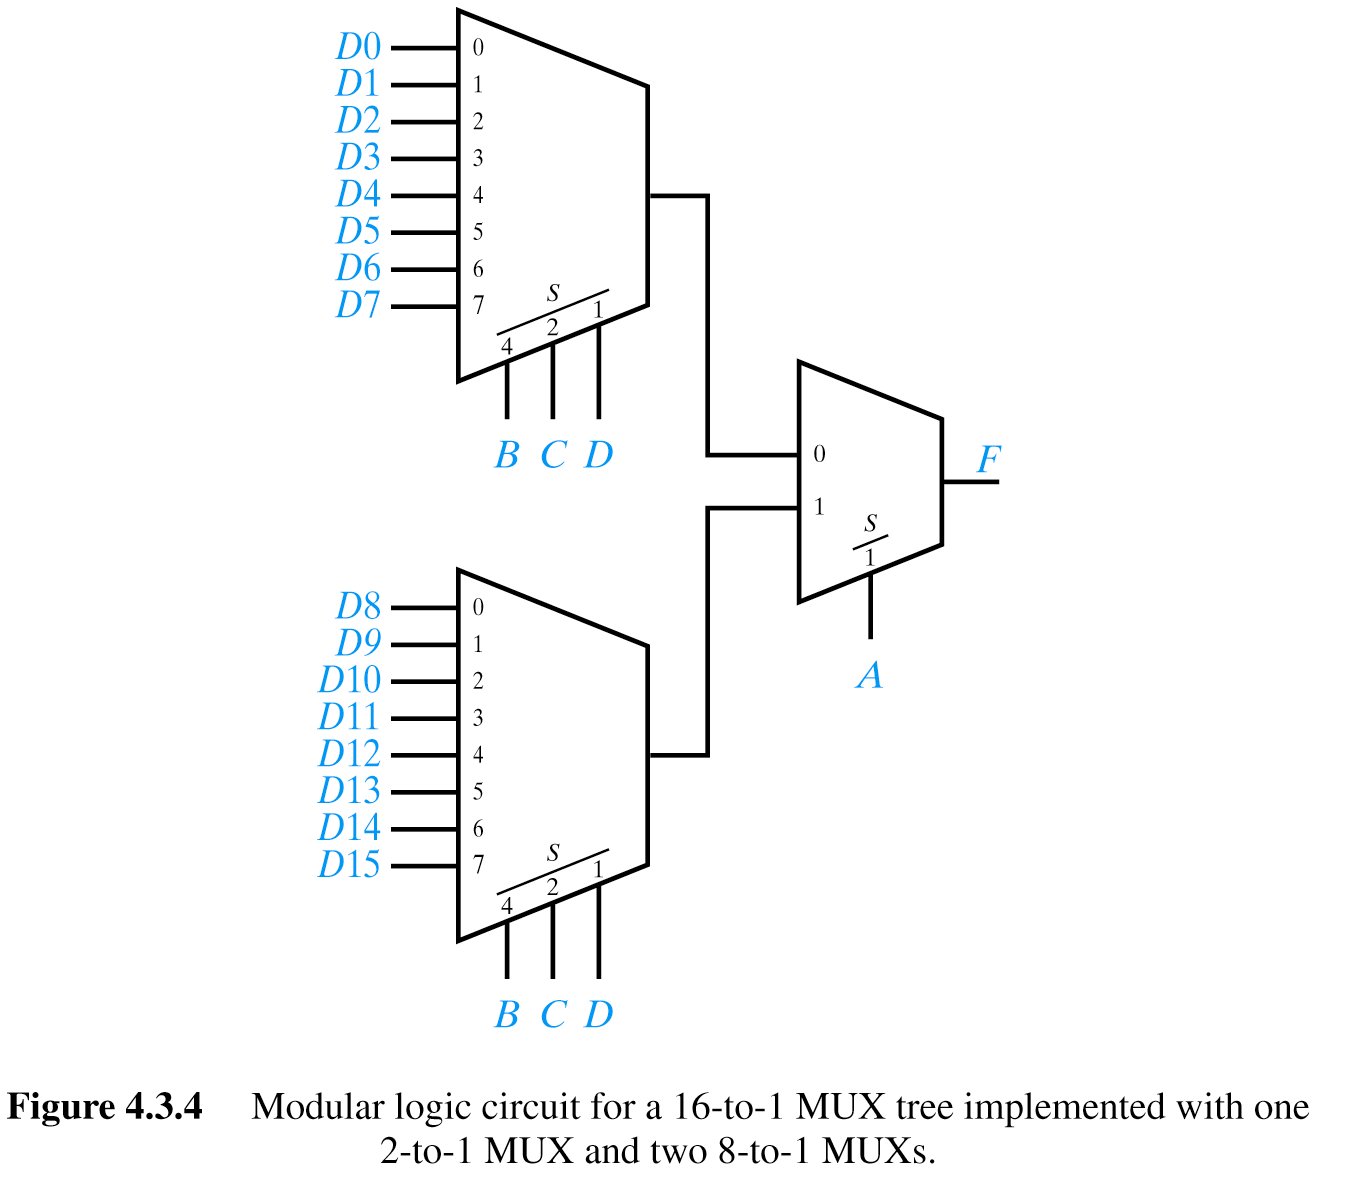 D0 0
D1 1
D2 2
D3 3
D4 4
D5 5
D6 6
D7 7
S
4 2 1
B C D
0
1
F
S
1
A
D8 0
D9 1
D10 2
D11 3
D12 4
D13 5
D14 6
D15 7
S
4 2 1
B C D
Figure 4.3.4 Modular logic circuit for a 16-to-1 MUX tree implemented with one
2-to-1 MUX and two 8-to-1 MUXs.